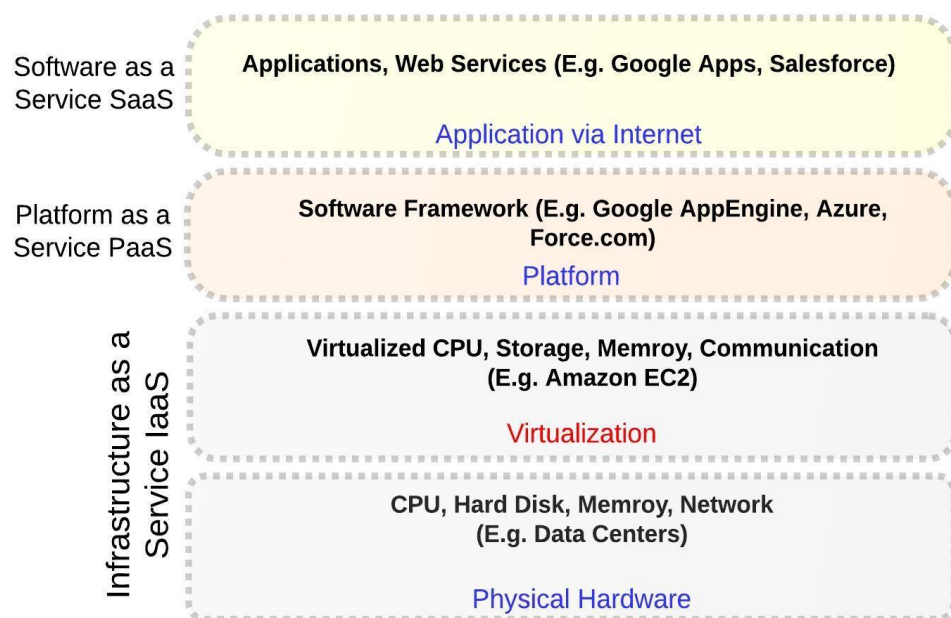 Software as a
Service SaaS
Applications, Web Services (E.g. Google Apps, Salesforce)
Application via Internet
Platform as a
Service PaaS
Software Framework (E.g. Google AppEngine, Azure,
Force.com)
Platform
Infrastructure as a
Service IaaS
Virtualized CPU, Storage, Memroy, Communication
(E.g. Amazon EC2)
Virtualization
CPU, Hard Disk, Memroy, Network
(E.g. Data Centers)
Physical Hardware